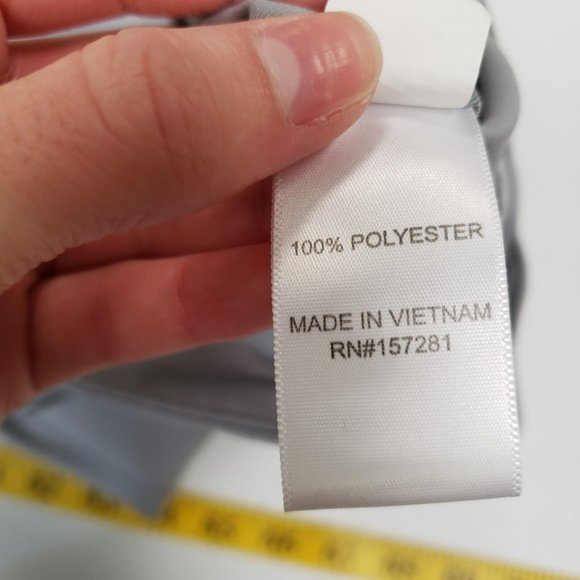 100% POLYESTER
MADE IN VIETNAM
RN#157281